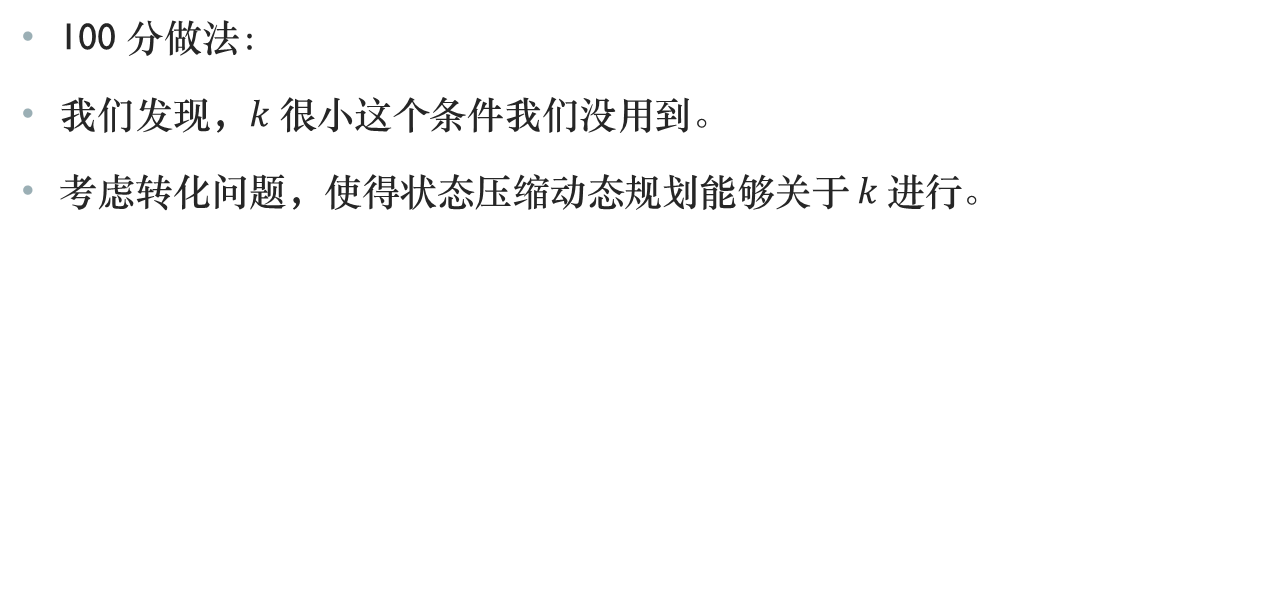 • 100 分做法：
• 我们发现，k 很小这个条件我们没用到。
• 考虑转化问题，使得状态压缩动态规划能够关于 k 进行。